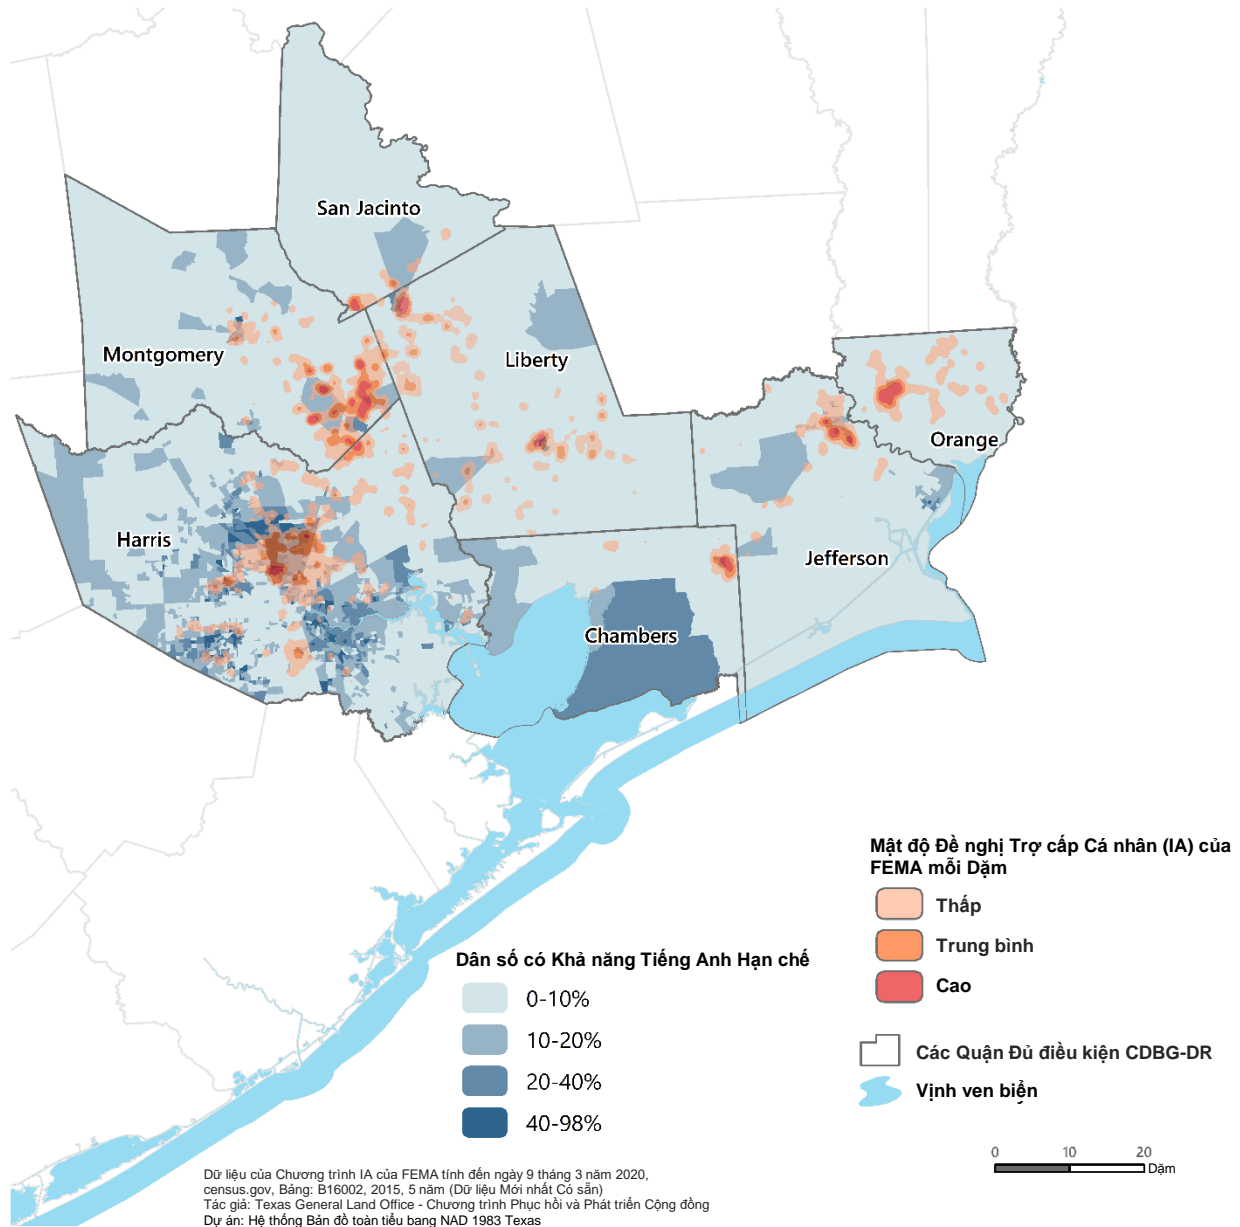 San Jacinto
Montgomery
Liberty
Orange
Harris
Jefferson
Chambers
Mật độ Đề nghị Trợ cấp Cá nhân (IA) của
FEMA mỗi Dặm
Thấp
Trung bình
Cao
Dân số có Khả năng Tiếng Anh Hạn chế
0-10%
10-20%
20-40%
40-98%
Các Quận Đủ điều kiện CDBG-DR
Vịnh ven biển
0 10 20
Dặm
Dữ liệu của Chương trình IA của FEMA tính đến ngày 9 tháng 3 năm 2020,
census.gov, Bảng: B16002, 2015, 5 năm (Dữ liệu Mới nhất Có sẵn)
Tác giả: Texas General Land Office - Chương trình Phục hồi và Phát triển Cộng đồng
Dự án: Hệ thống Bản đồ toàn tiểu bang NAD 1983 Texas